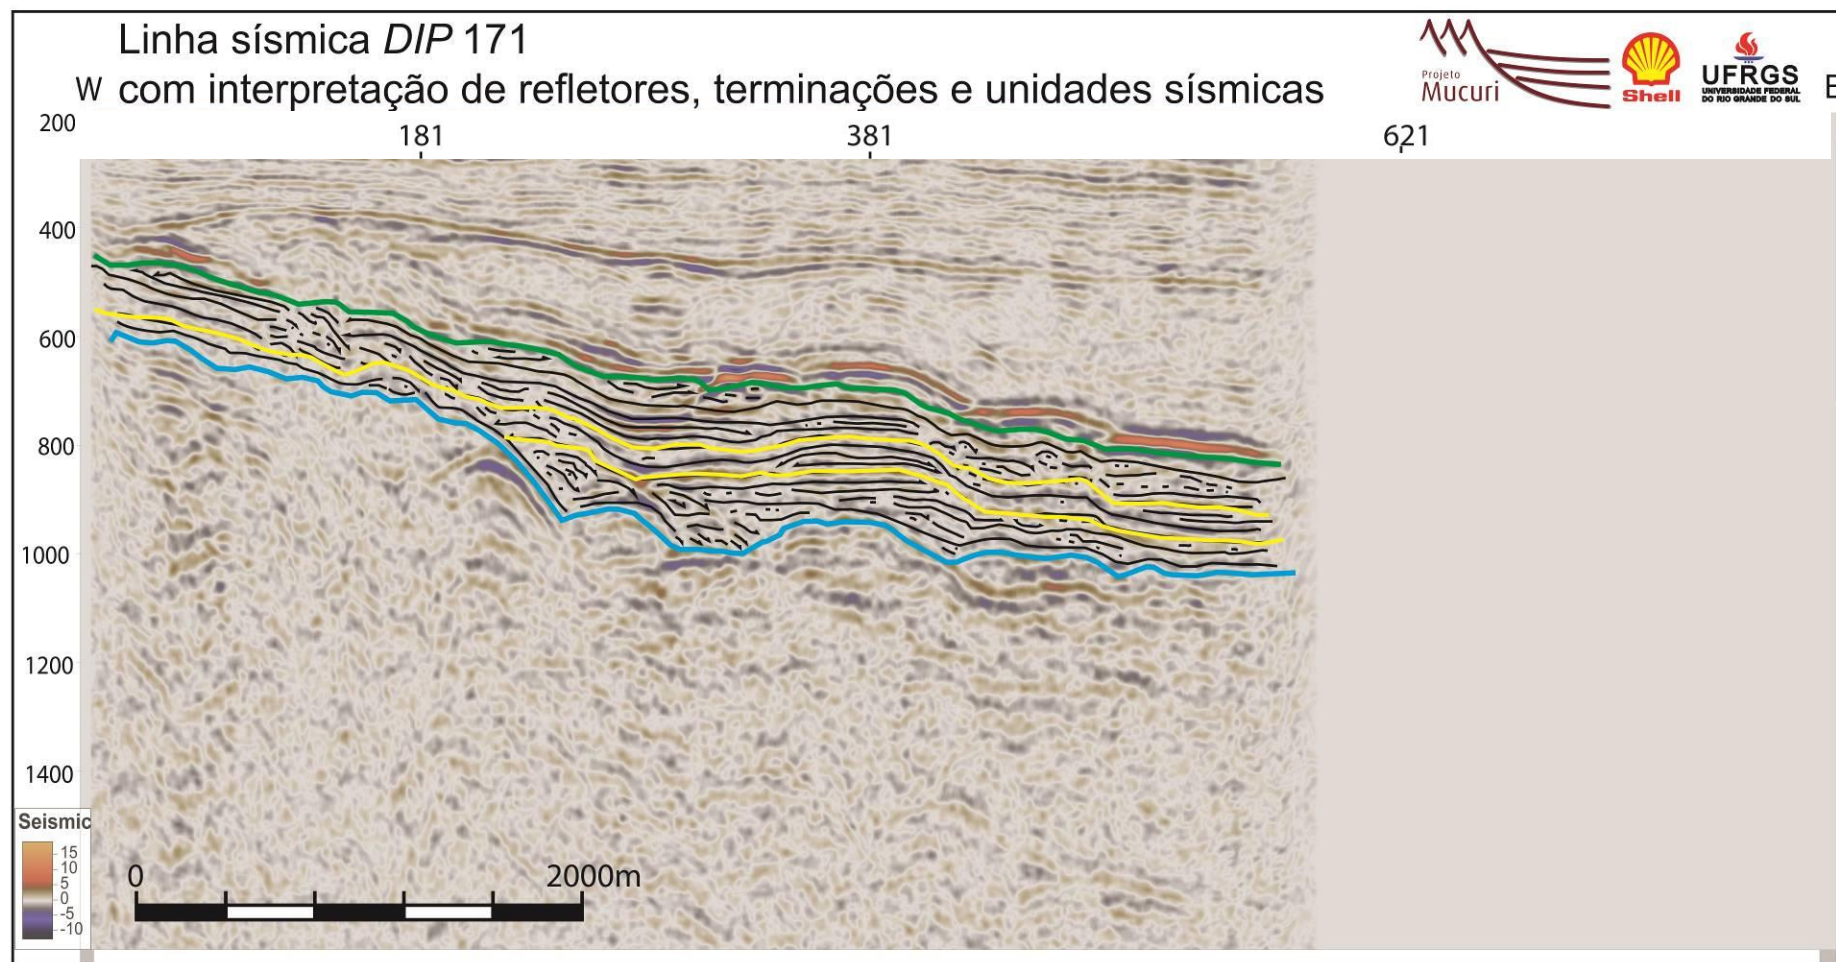 Linha sísmica DIP 171
W com interpretação de refletores, terminações e unidades sísmicas
Projeto
Mucuri
Shell
UFRGS
UNIVERSIDADE FEDERAL
DO RIO GRANDE DO SUL
E
181 381 621
200
400
600
800
1000
1200
1400
Seismic
15
10
5
0
-5
-10
0 2000m